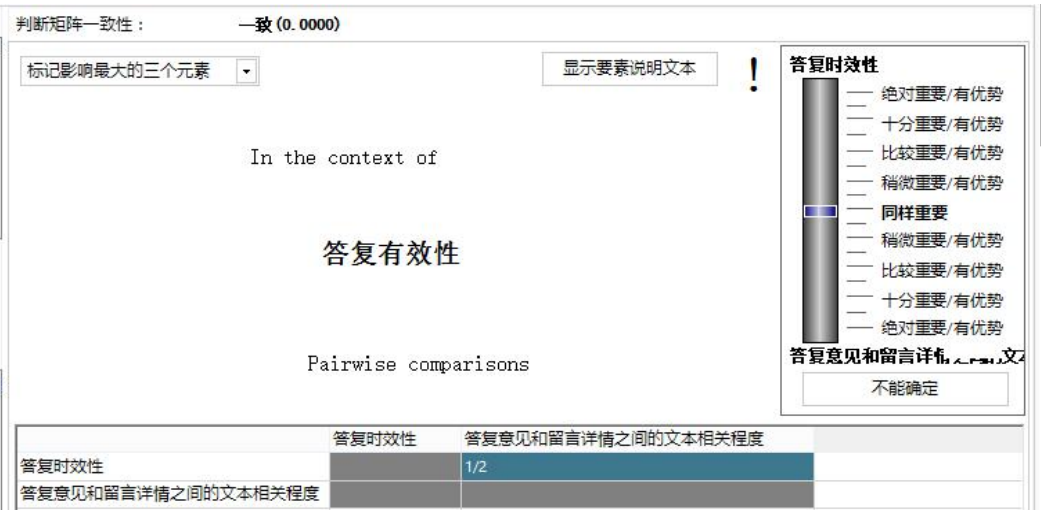 判断矩阵一致性： 一致(0.0000)
标记影响最大的三个元素
显示要素说明文本
!
In the context of
答复有效性
Pairwise comparisons
答复时效性
绝对重要/有优势
十分重要/有优势
比较重要/有优势
稍微重要/有优势
同样重要
稍微重要/有优势
比较重要/有优势
十分重要/有优势
绝对重要/有优势
答复意见和留言详
不能确定
答复时效性 答复意见和留言详情之间的文本相关程度
答复时效性 1/2
答复意见和留言详情之间的文本相关程度